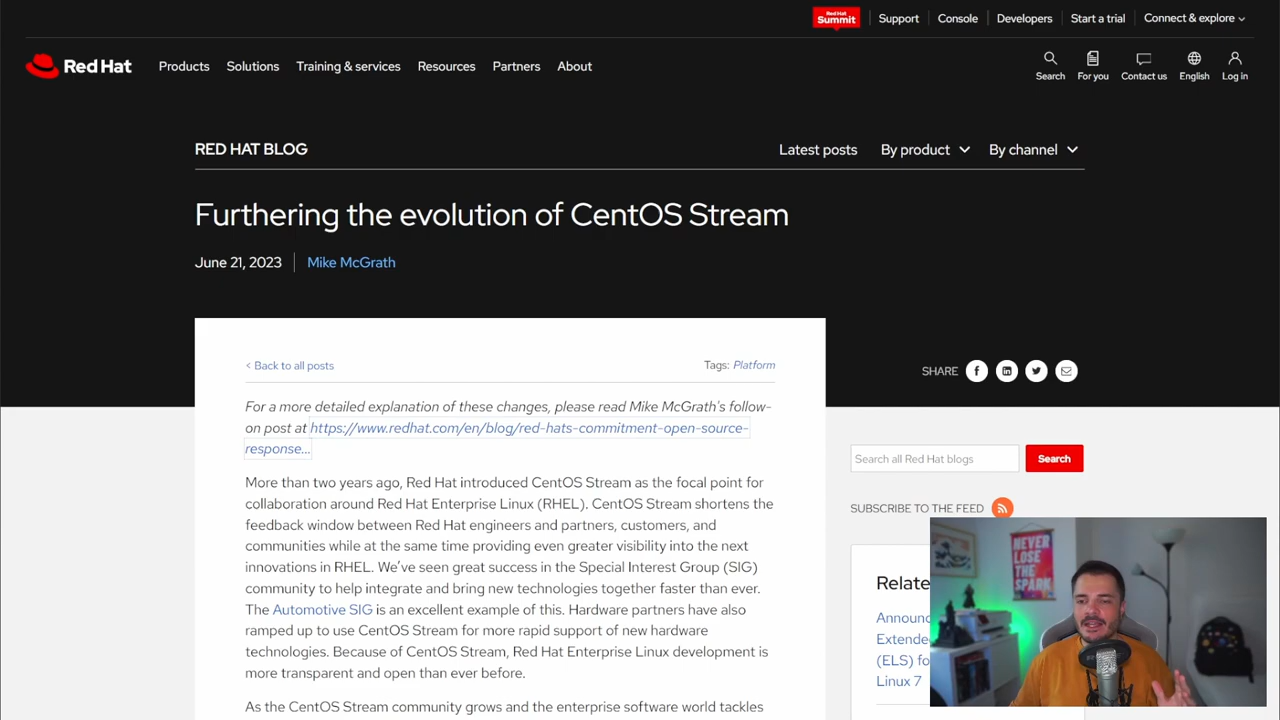 Red Hat
Summit
Support
Console
Developers
Start a trial
Connect & explore
Red Hat
Products
Solutions
Training & services
Resources
Partners
About
Search
For you
Contact us
English
Log in
RED HAT BLOG
Latest posts
By product
By channel
Furthering the evolution of CentOS Stream
June 21, 2023
Mike McGrath
< Back to all posts
Tags: Platform
SHARE
For a more detailed explanation of these changes, please read Mike McGrath's follow-
on post at https://www.redhat.com/en/blog/red-hats-commitment-open-source-
response...
More than two years ago, Red Hat introduced CentOS Stream as the focal point for
collaboration around Red Hat Enterprise Linux (RHEL). CentOS Stream shortens the
feedback window between Red Hat engineers and partners, customers, and
communities while at the same time providing even greater visibility into the next
innovations in RHEL. We've seen great success in the Special Interest Group (SIG)
community to help integrate and bring new technologies together faster than ever.
The Automotive SIG is an excellent example of this. Hardware partners have also
ramped up to use CentOS Stream for more rapid support of new hardware
technologies. Because of CentOS Stream, Red Hat Enterprise Linux development is
more transparent and open than ever before.
As the CentOS Stream community grows and the enterprise software world tackles
Search all Red Hat blogs
Search
SUBSCRIBE TO THE FEED
Relate
Announc
Extende
(ELS) fo
Linux 7
NEVER
LOSE
THE
SPARK